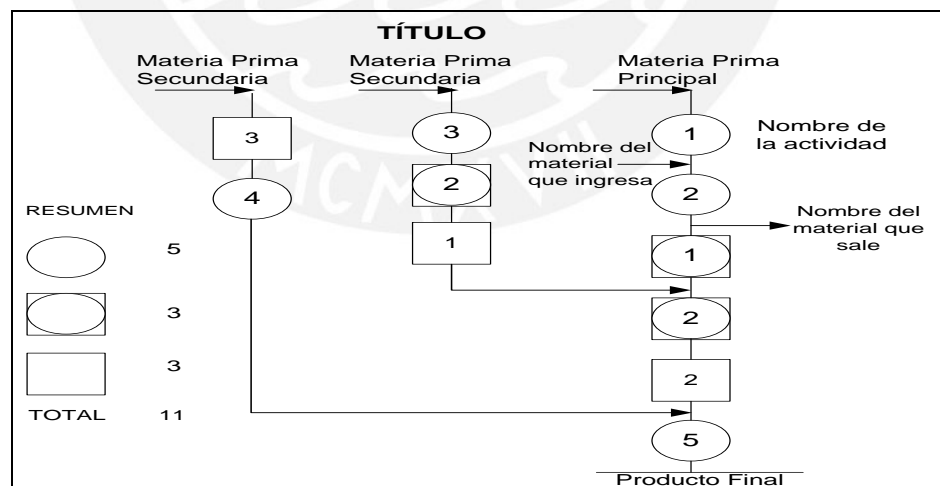 TÍTULO
Materia Prima
Secundaria
Materia Prima
Secundaria
Materia Prima
Principal
3
4
3
2
1
1
Nombre de
la actividad
Nombre del
material
que ingresa
2
Nombre del
material que
sale
1
2
2
5
Producto Final
RESUMEN
5
3
3
TOTAL 11
MCMXVII